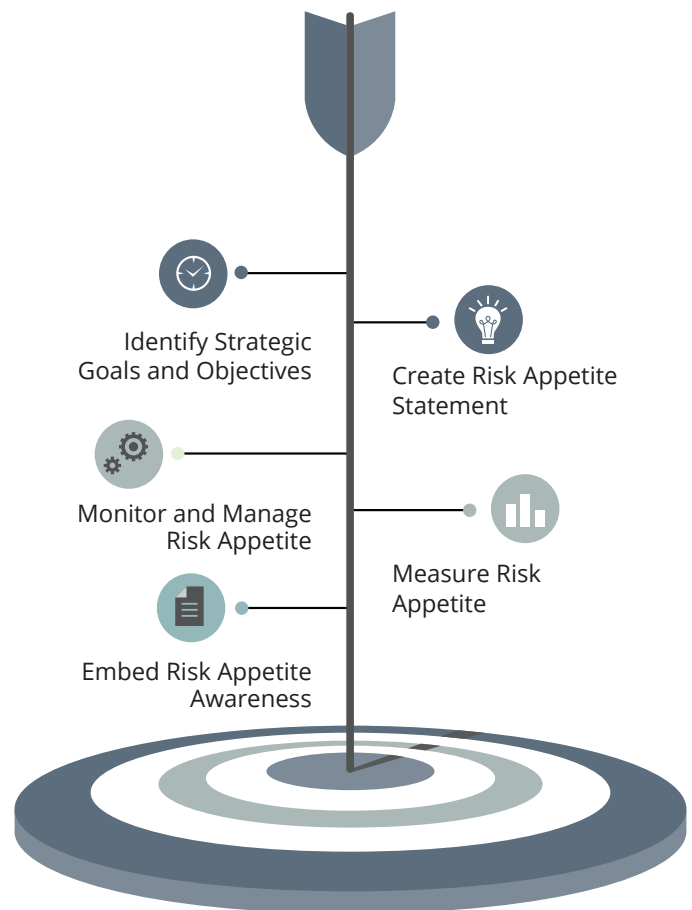 Identify Strategic
Goals and Objectives
Create Risk Appetite
Statement
Monitor and Manage
Risk Appetite
Measure Risk
Appetite
Embed Risk Appetite
Awareness